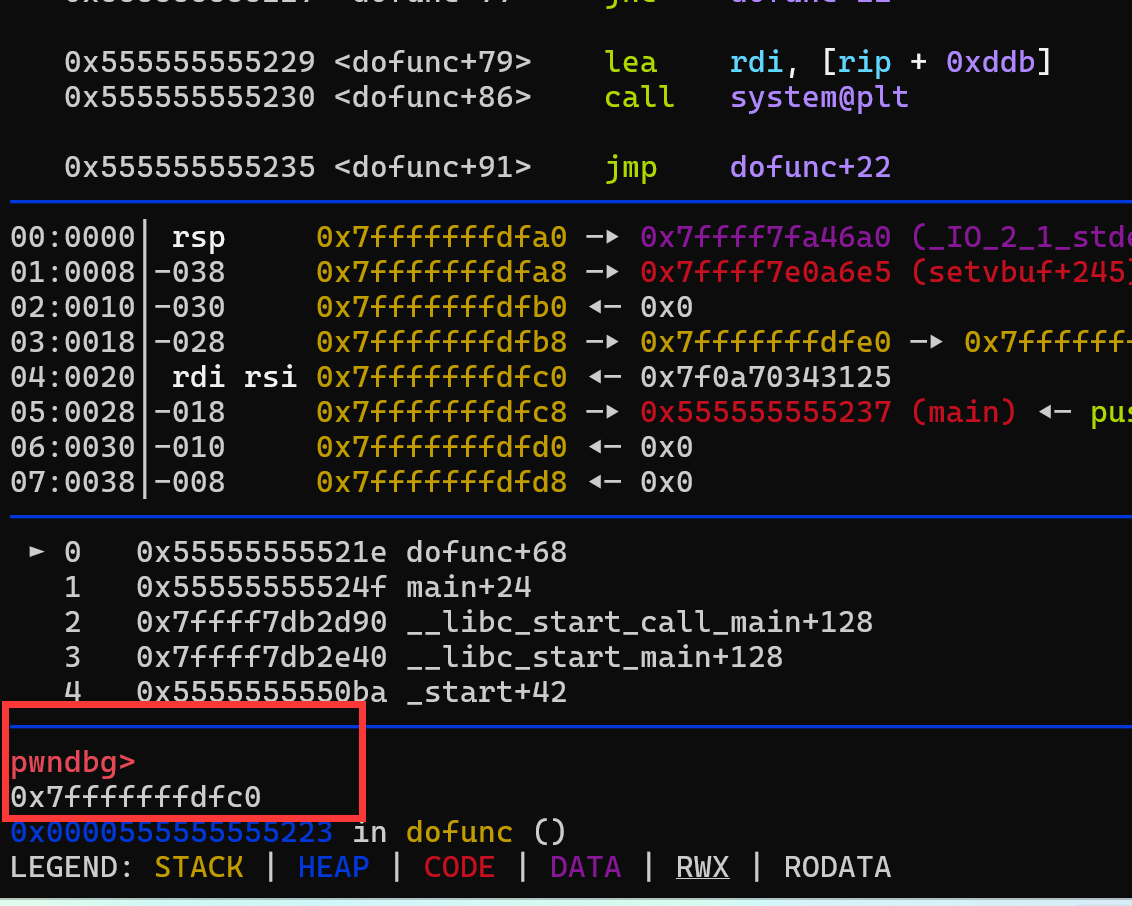 0x555555555229 <dofunc+79> lea rdi, [rip + 0xddb]
0x555555555230 <dofunc+86> call system@plt
0x555555555235 <dofunc+91> jmp dofunc+22
00:0000│ rsp 0x7fffffffdfa0 —▸ 0x7ffff7fa46a0 (_IO_2_1_stde
01:0008│-038 0x7fffffffdfa8 —▸ 0x7ffff7e0a6e5 (setvbuf+245)
02:0010│-030 0x7fffffffdfb0 ◂— 0x0
03:0018│-028 0x7fffffffdfb8 —▸ 0x7fffffffdfe0 —▸ 0x7ffffff
04:0020│ rdi rsi 0x7fffffffdfc0 ◂— 0x7f0a70343125
05:0028│-018 0x7fffffffdfc8 —▸ 0x555555555237 (main) ◂— pus
06:0030│-010 0x7fffffffdfd0 ◂— 0x0
07:0038│-008 0x7fffffffdfd8 ◂— 0x0
► 0 0x55555555521e dofunc+68
1 0x55555555524f main+24
2 0x7ffff7db2d90 __libc_start_call_main+128
3 0x7ffff7db2e40 __libc_start_main+128
4 0x5555555550ba _start+42
pwndbg>
0x7fffffffdfc0
0x0000555555555223 in dofunc ()
LEGEND: STACK | HEAP | CODE | DATA | RWX | RODATA